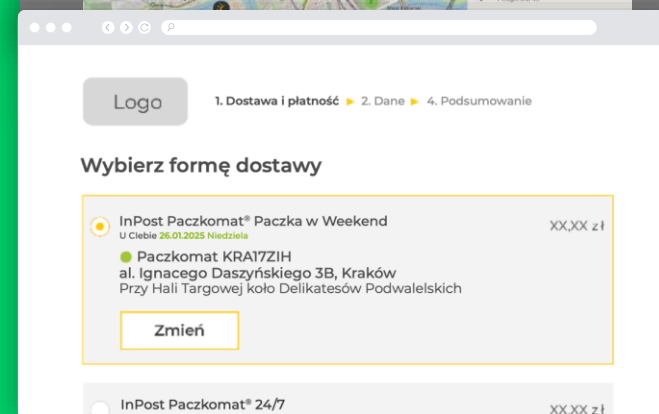 Logo
1. Dostawa i płatność ▶ 2. Dane ▶ 4. Podsumowanie
Wybierz formę dostawy
InPost Paczkomat® Paczka w Weekend
XX,XX zł
U Ciebie 26.01.2025 Niedziela
Paczkomat KRA17ZIH
al. Ignacego Daszyńskiego 3B, Kraków
Przy Hali Targowej koło Delikatesów Podwalelskich
Zmień
InPost Paczkomat® 24/7
XX,XX zł